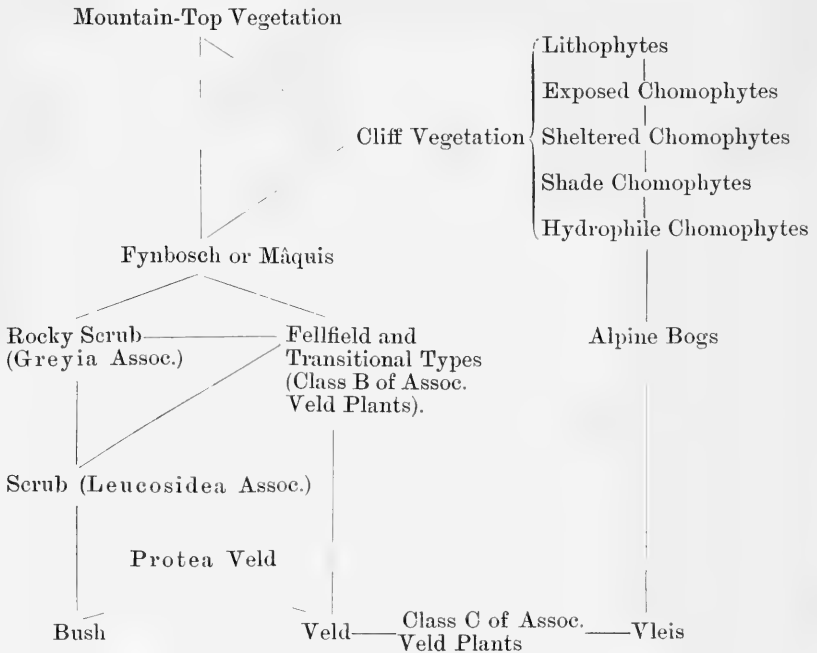 Mountain-Top Vegetation
Lithophytes
Exposed Chomophytes
Cliff Vegetation
Sheltered Chomophytes
Shade Chomophytes
Hydrophile Chomophytes
Fynbosch or Mâquis
Rocky Scrub
(Greyia Assoc.)
Fellfield and
Transitional Types
(Class B of Assoc.
Veld Plants).
Alpine Bogs
Scrub (Leucosidea Assoc.)
Protea Veld
Bush
Veld
Class C of Assoc.
Veld Plants
Vleis